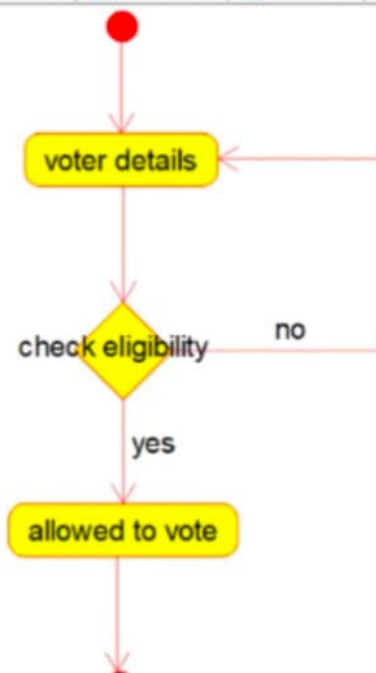 voter details
check eligibility
no
yes
allowed to vote